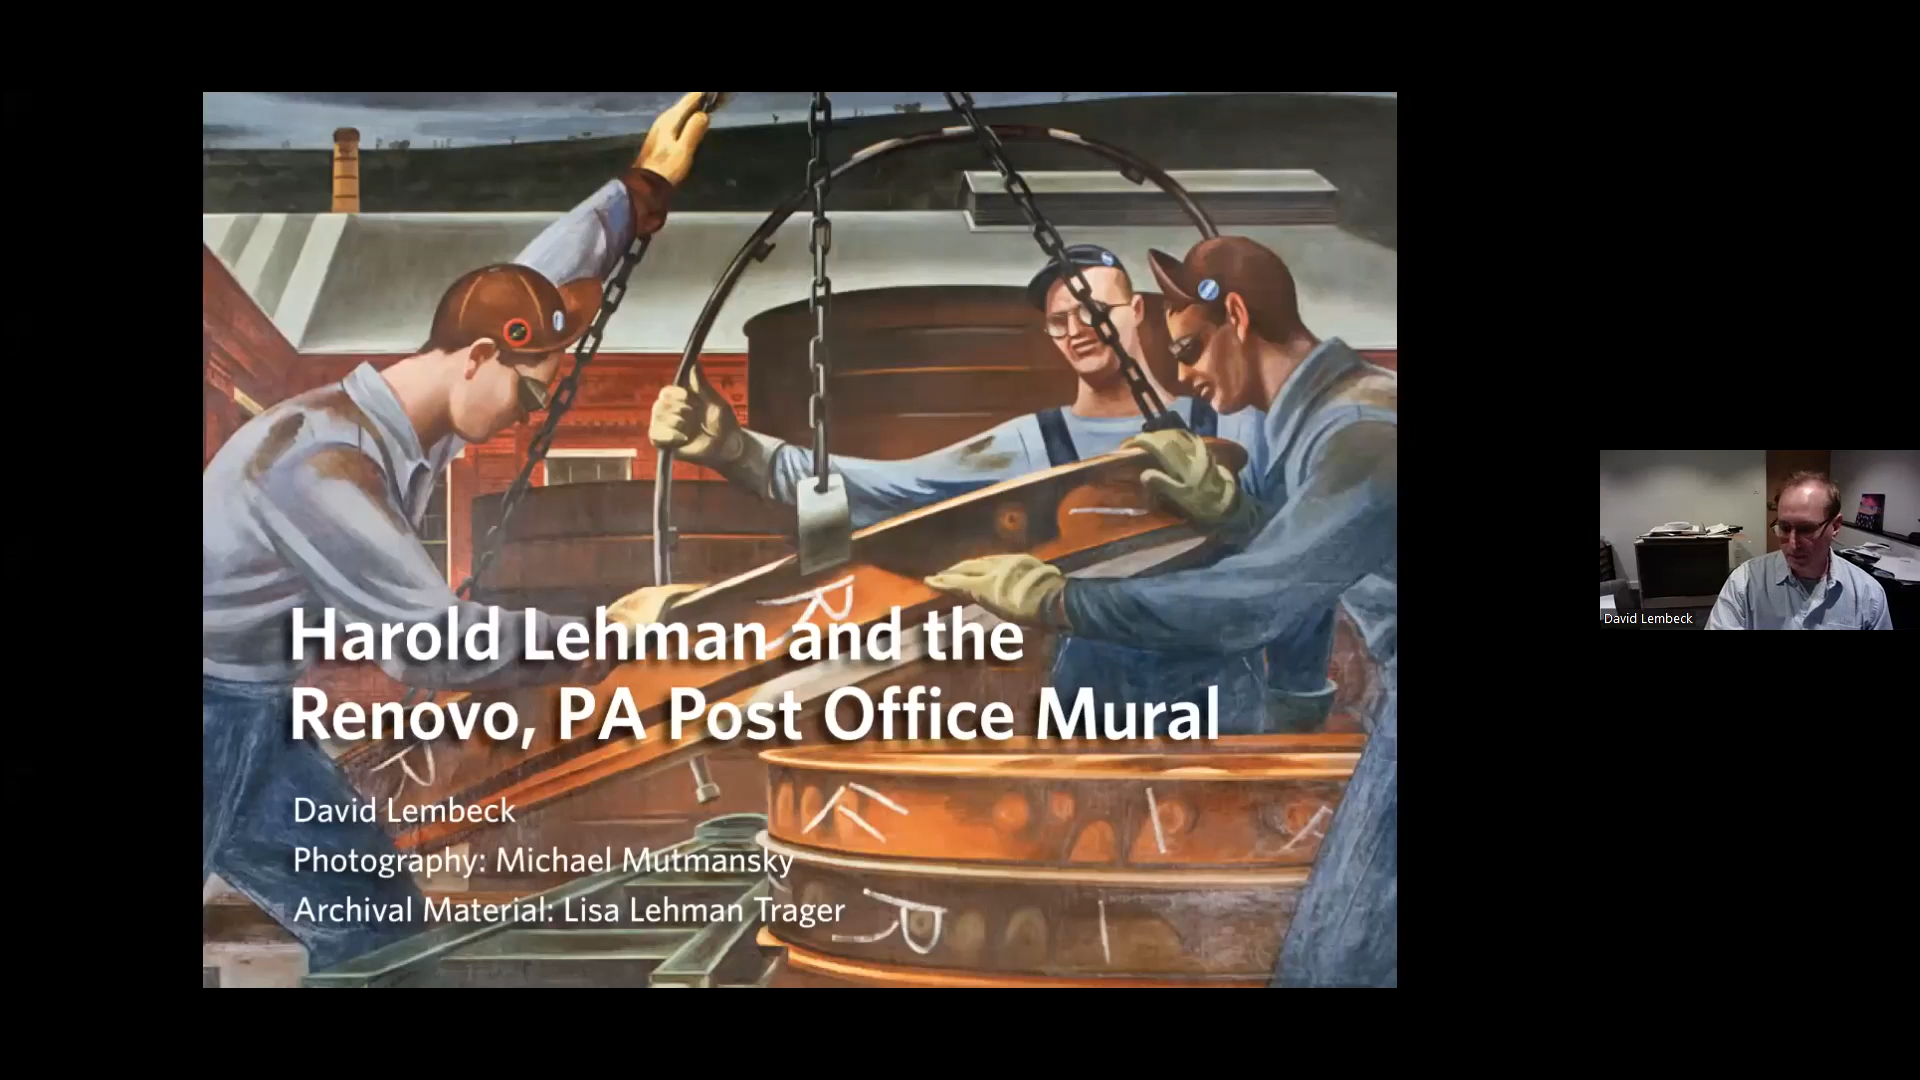 Harold Lehman and the
Renovo, PA Post Office Mural
David Lembeck
Photography: Michael Mutmansky
Archival Material: Lisa Lehman Trager
David Lembeck